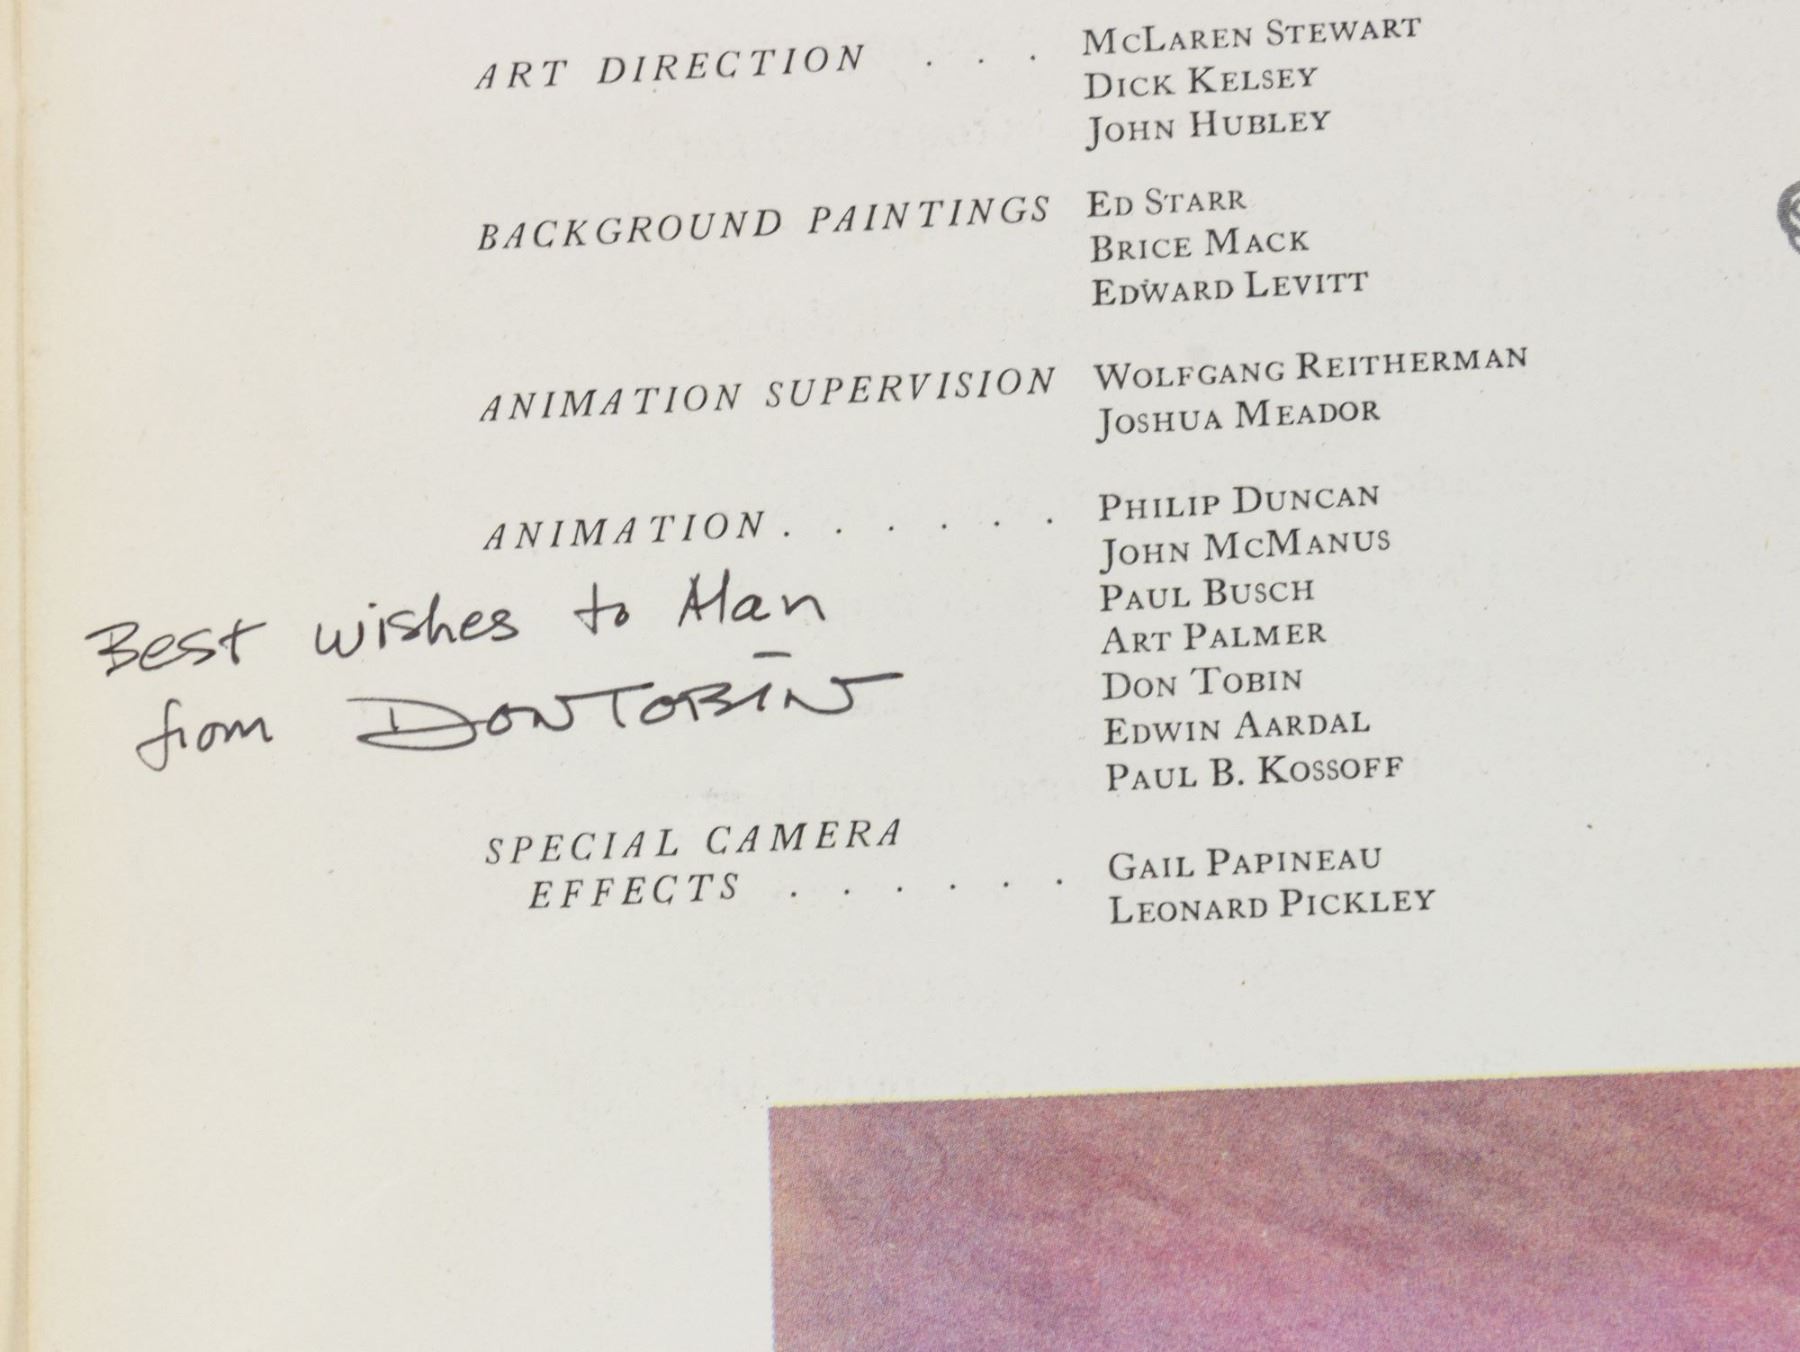 ART DIRECTION . . . McLAREN STEWART
DICK KELSEY
JOHN HUBLEY
BACKGROUND PAINTINGS ED STARR
BRICE MACK
EDWARD LEVITT
ANIMATION SUPERVISION WOLFGANG REITHERMAN
JOSHUA MEADOR
ANIMATION . . . . . . PHILIP DUNCAN
JOHN McMANUS
PAUL BUSCH
ART PALMER
DON TOBIN
EDWIN AARDAL
PAUL B. KOSSOFF
Best wishes to Alan
from DON TOBIN
SPECIAL CAMERA
EFFECTS . . . . . . GAIL PAPINEAU
LEONARD PICKLEY